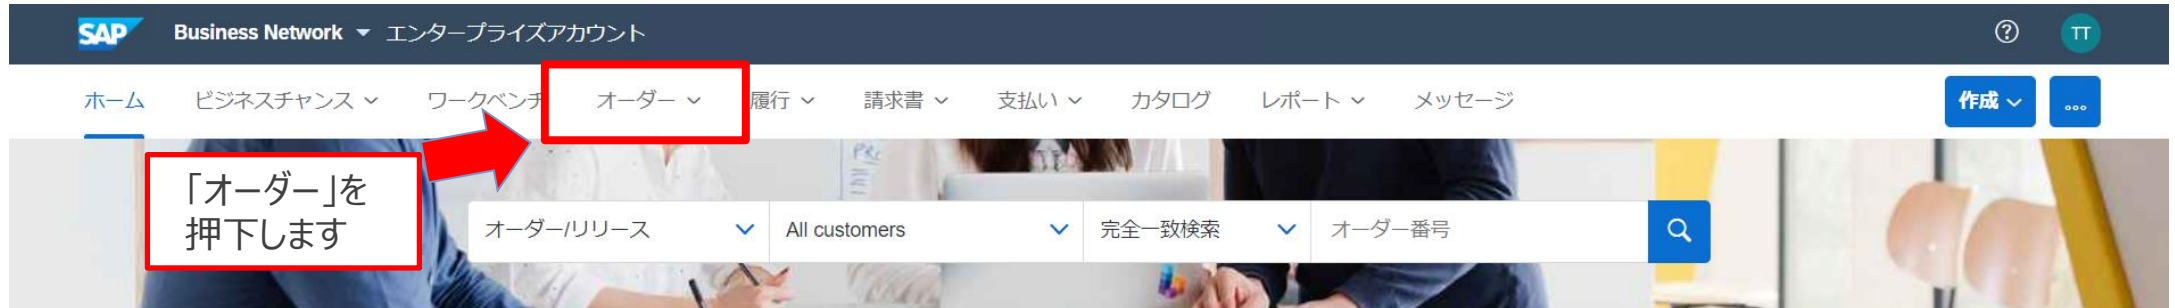 SAP Business Network エンタープライズアカウント TT
ホーム ビジネスチャンス ワークベンチ オーダー 履行 請求書 支払い カタログ レポート メッセージ 作成 ...
「オーダー」を
押下します
オーダー/リリース All customers 完全一致検索 オーダー番号